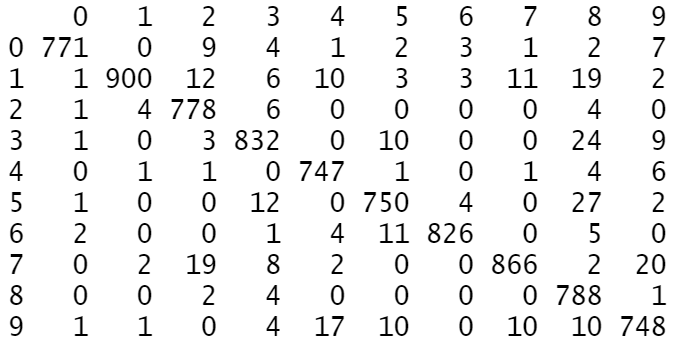 0 1 2 3 4 5 6 7 8 9
0 771 0 9 4 1 2 3 1 2 7
1 1 900 12 6 10 3 3 11 19 2
2 1 4 778 6 0 0 0 0 4 0
3 1 0 3 832 0 10 0 0 24 9
4 0 1 1 0 747 1 0 1 4 6
5 1 0 0 12 0 750 4 0 27 2
6 2 0 0 1 4 11 826 0 5 0
7 0 2 19 8 2 0 0 866 2 20
8 0 0 2 4 0 0 0 0 788 1
9 1 1 0 4 17 10 0 10 10 748